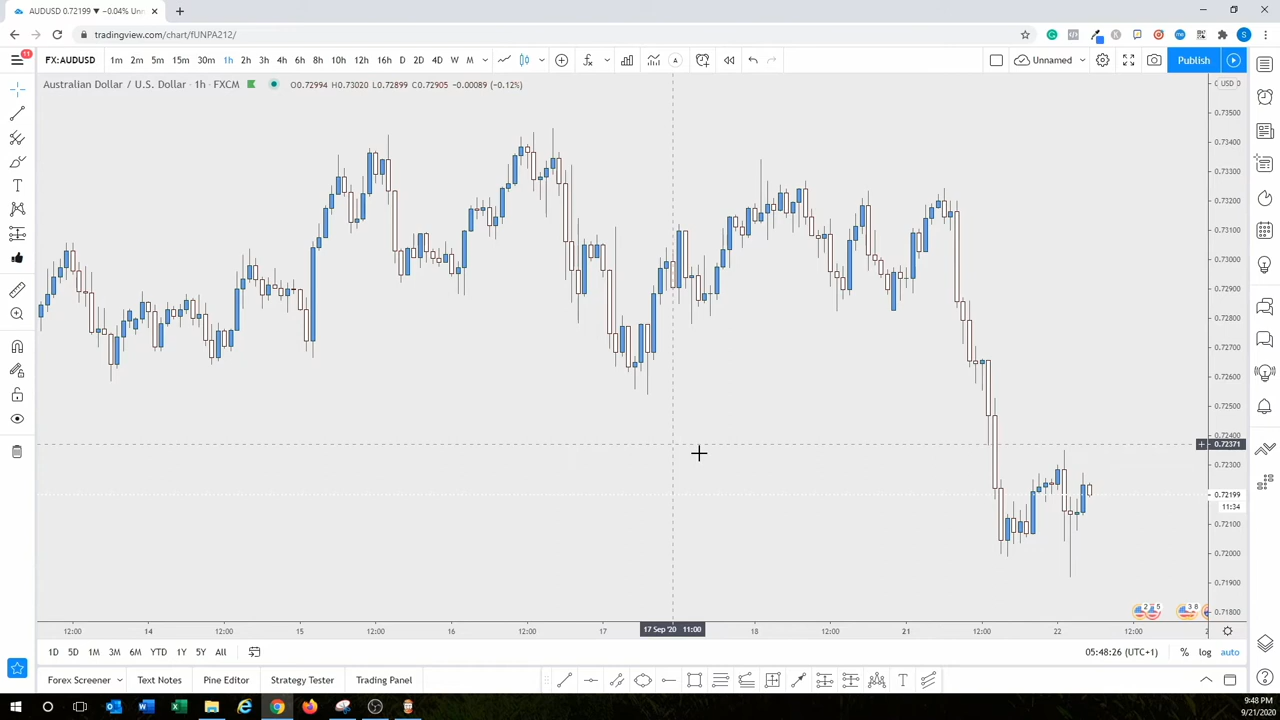 AUDUSD 0.72199 ▼ −0.04% Unn
tradingview.com/chart/fUNPA212/
11
FX:AUDUSD 1m 2m 5m 15m 30m 1h 2h 3h 4h 6h 8h 10h 12h 16h D 2D 4D W M Unnamed Publish
Australian Dollar / U.S. Dollar · 1h · FXCM O0.72994 H0.73020 L0.72899 C0.72905 −0.00089 (−0.12%)
USD
0.73500
0.73400
0.73300
0.73200
0.73100
0.73000
0.72900
0.72800
0.72700
0.72600
0.72500
0.72400
0.72371
0.72300
0.72199
11:34
0.72100
0.72000
0.71900
0.71800
12:00 14 12:00 15 12:00 16 12:00 17 17 Sep '20 11:00 18 12:00 21 12:00 22 12:00
1D 5D 1M 3M 6M YTD 1Y 5Y All 05:48:26 (UTC+1) % log auto
Forex Screener Text Notes Pine Editor Strategy Tester Trading Panel
9:48 PM
9/21/2020